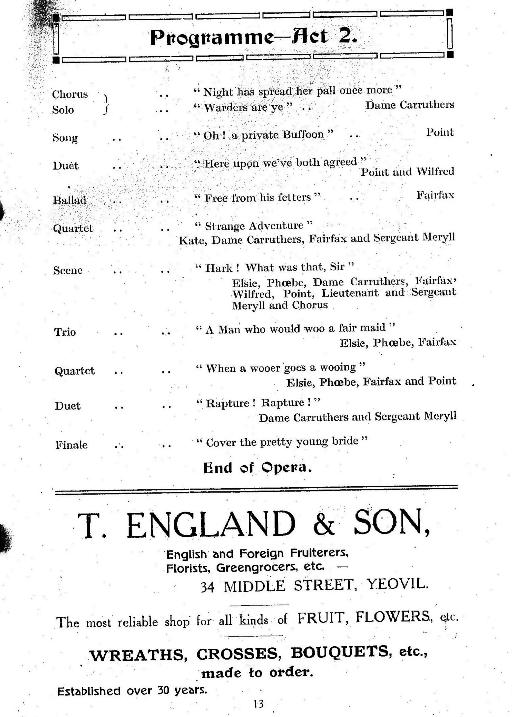 Programme—Act 2.
Chorus } .. " Night has spread her pall once more "
Solo } .. " Warders are ye " .. Dame Carruthers
Song .. .. " Oh ! a private Buffoon " .. Point
Duet .. .. " Here upon we've both agreed "
Point and Wilfred
Ballad .. .. " Free from his fetters " .. Fairfax
Quartet .. .. " Strange Adventure "
Kate, Dame Carruthers, Fairfax and Sergeant Meryll
Scene .. .. " Hark ! What was that, Sir "
Elsie, Phœbe, Dame Carruthers, Fairfax,
Wilfred, Point, Lieutenant and Sergeant
Meryll and Chorus
Trio .. .. " A Man who would woo a fair maid "
Elsie, Phœbe, Fairfax
Quartet .. .. " When a wooer goes a wooing "
Elsie, Phœbe, Fairfax and Point
Duet .. .. " Rapture ! Rapture ! "
Dame Carruthers and Sergeant Meryll
Finale .. .. " Cover the pretty young bride "
End of Opera.
T. ENGLAND & SON,
English and Foreign Fruiterers,
Florists, Greengrocers, etc. —
34 MIDDLE STREET, YEOVIL.
The most reliable shop for all kinds of FRUIT, FLOWERS, etc.
WREATHS, CROSSES, BOUQUETS, etc.,
made to order.
Established over 30 years.
13